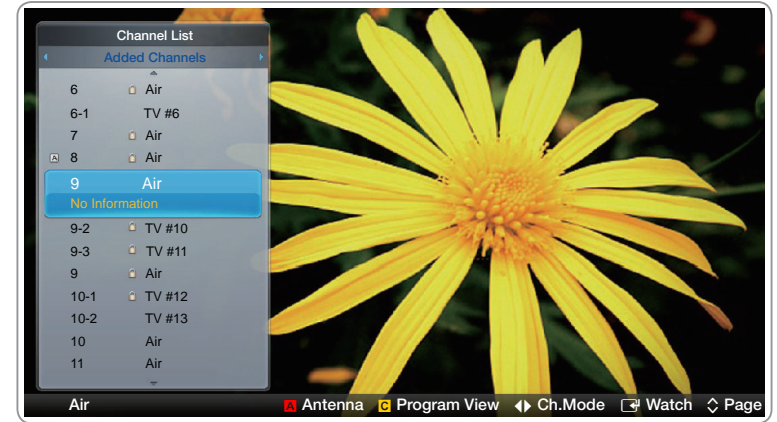 Channel List
Added Channels
6 Air
6-1 TV #6
7 Air
A 8 Air
9 Air
No Information
9-2 TV #10
9-3 TV #11
9 Air
10-1 TV #12
10-2 TV #13
10 Air
11 Air
Air A Antenna C Program View Ch.Mode Watch Page